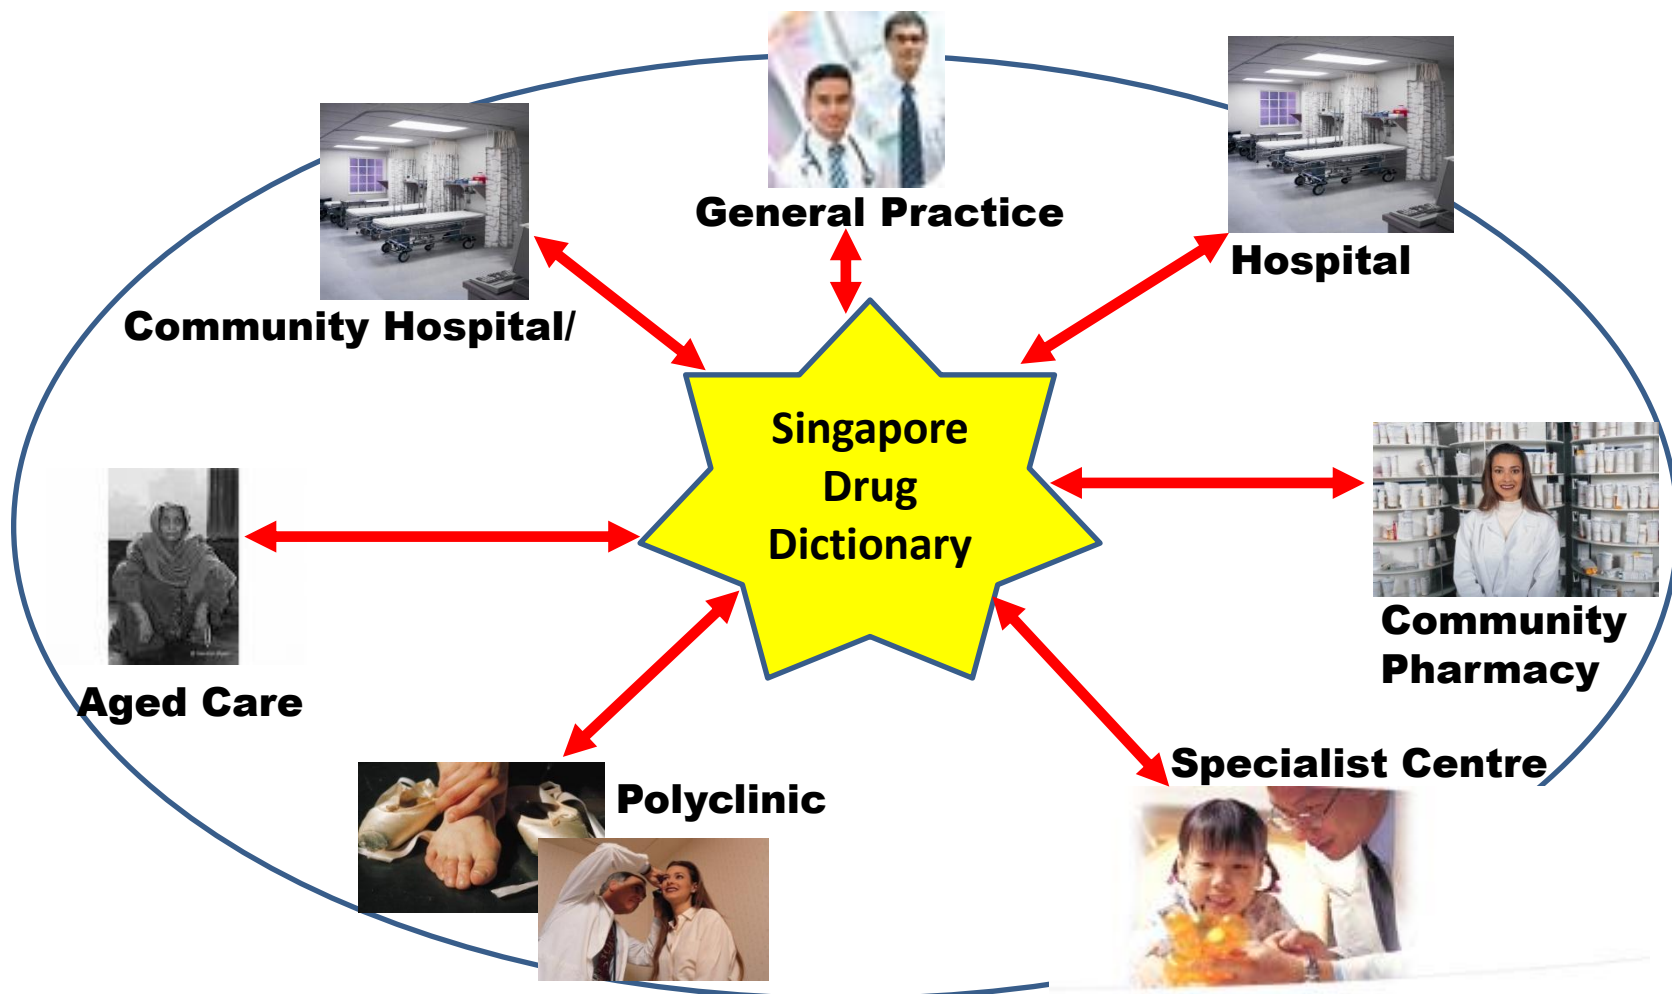 General Practice
Hospital
Community Hospital/
Singapore
Drug
Dictionary
Community
Pharmacy
Aged Care
Specialist Centre
Polyclinic